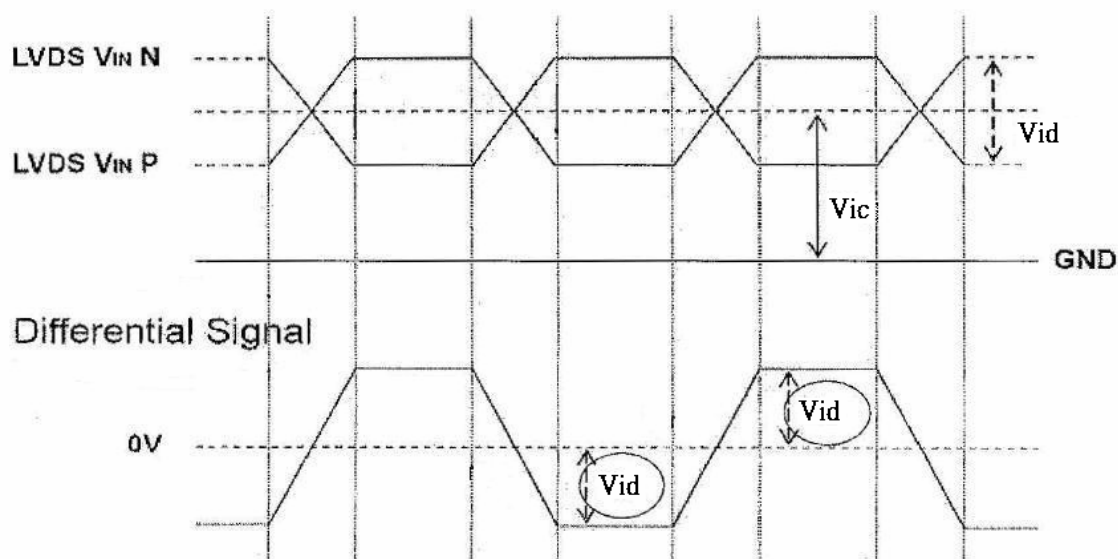 LVDS VIN N
Vid
LVDS VIN P
Vic
GND
Differential Signal
Vid
0V
Vid